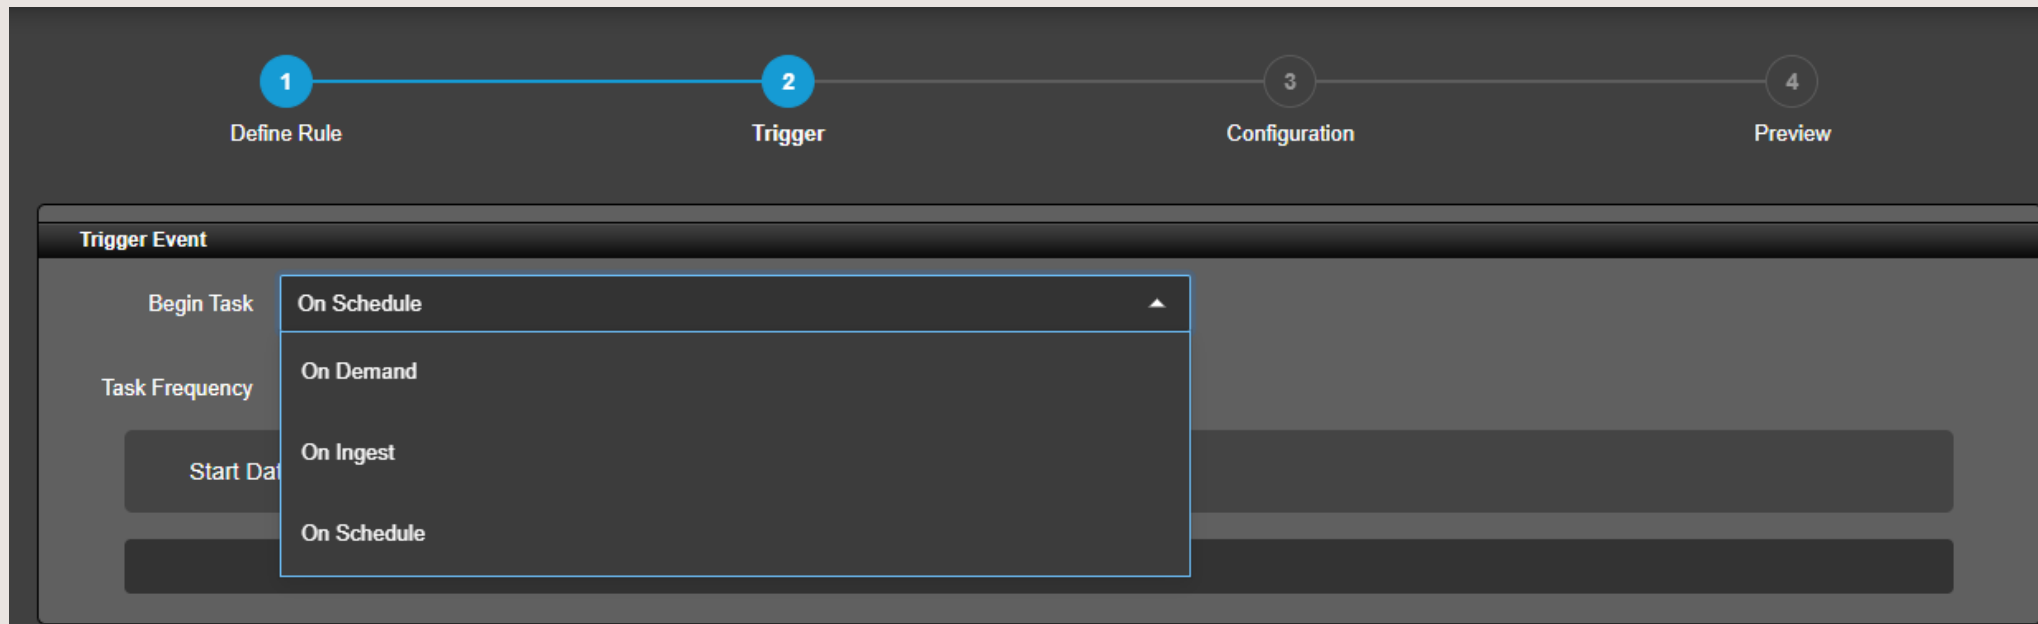 1 2 3 4
Define Rule Trigger Configuration Preview
Trigger Event
Begin Task On Schedule
On Demand
Task Frequency
On Ingest
Start
On Schedule